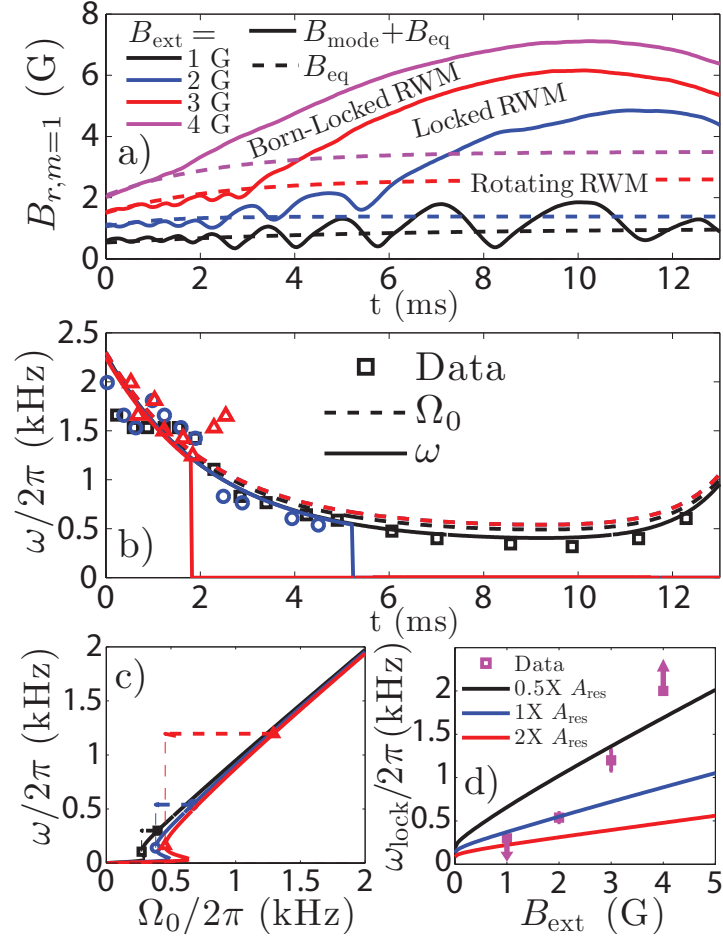 B_ext =
1 G
2 G
3 G
4 G
B_mode + B_eq
B_eq
a)
Born-Locked RWM
Locked RWM
Rotating RWM
B_{r,m=1} (G)
8
6
4
2
0
0 2 4 6 8 10 12
t (ms)
Data
Ω_0
ω
b)
ω/2π (kHz)
2.5
2
1.5
1
0.5
0
0 2 4 6 8 10 12
t (ms)
c)
ω/2π (kHz)
2
1.5
1
0.5
0
0 0.5 1 1.5 2
Ω_0/2π (kHz)
Data
0.5X A_res
1X A_res
2X A_res
d)
ω_lock/2π (kHz)
2.5
2
1.5
1
0.5
0
0 1 2 3 4 5
B_ext (G)